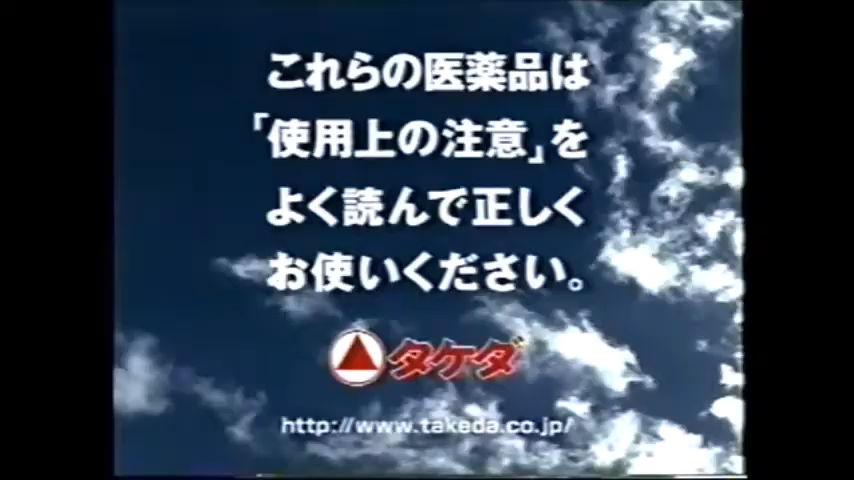 これらの医薬品は
「使用上の注意」を
よく読んで正しく
お使いください。
タケダ
http://www.takeda.co.jp/